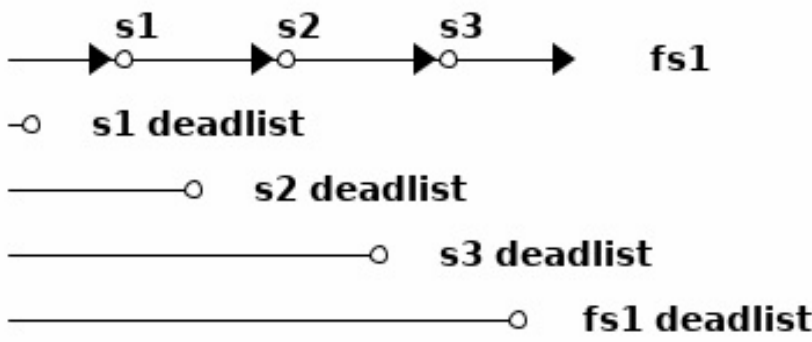 s1 s2 s3
fs1
s1 deadlist
s2 deadlist
s3 deadlist
fs1 deadlist